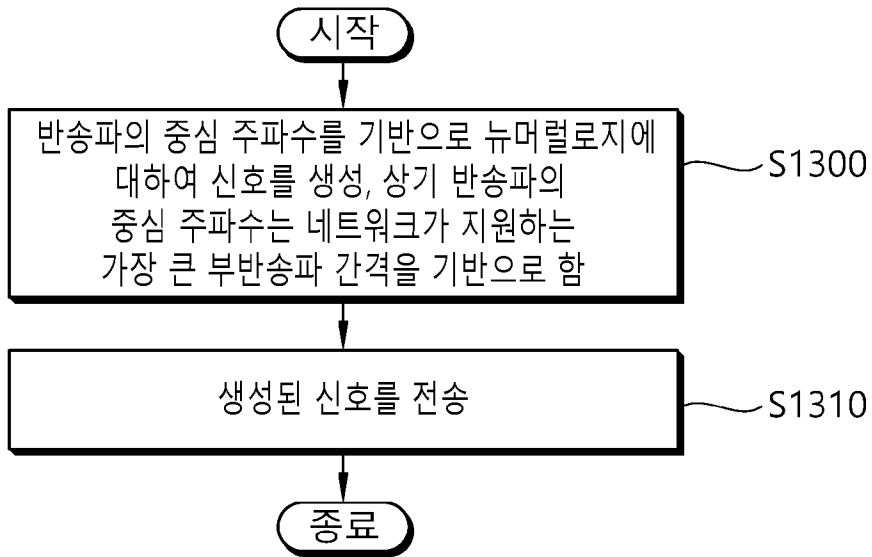 시작
반송파의 중심 주파수를 기반으로 뉴머럴로지에
대하여 신호를 생성, 상기 반송파의
중심 주파수는 네트워크가 지원하는
가장 큰 부반송파 간격을 기반으로 함
S1300
생성된 신호를 전송
S1310
종료